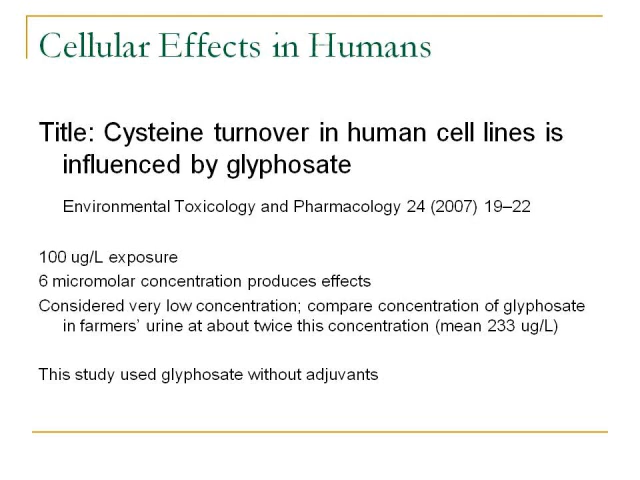 Cellular Effects in Humans
Title: Cysteine turnover in human cell lines is
influenced by glyphosate
Environmental Toxicology and Pharmacology 24 (2007) 19–22
100 ug/L exposure
6 micromolar concentration produces effects
Considered very low concentration; compare concentration of glyphosate
in farmers’ urine at about twice this concentration (mean 233 ug/L)
This study used glyphosate without adjuvants